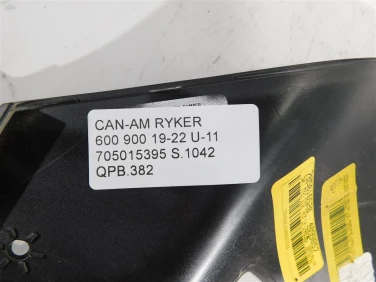 CAN-AM RYKER
600 900 19-22 U-11
705015395 S.1042
QPB.382